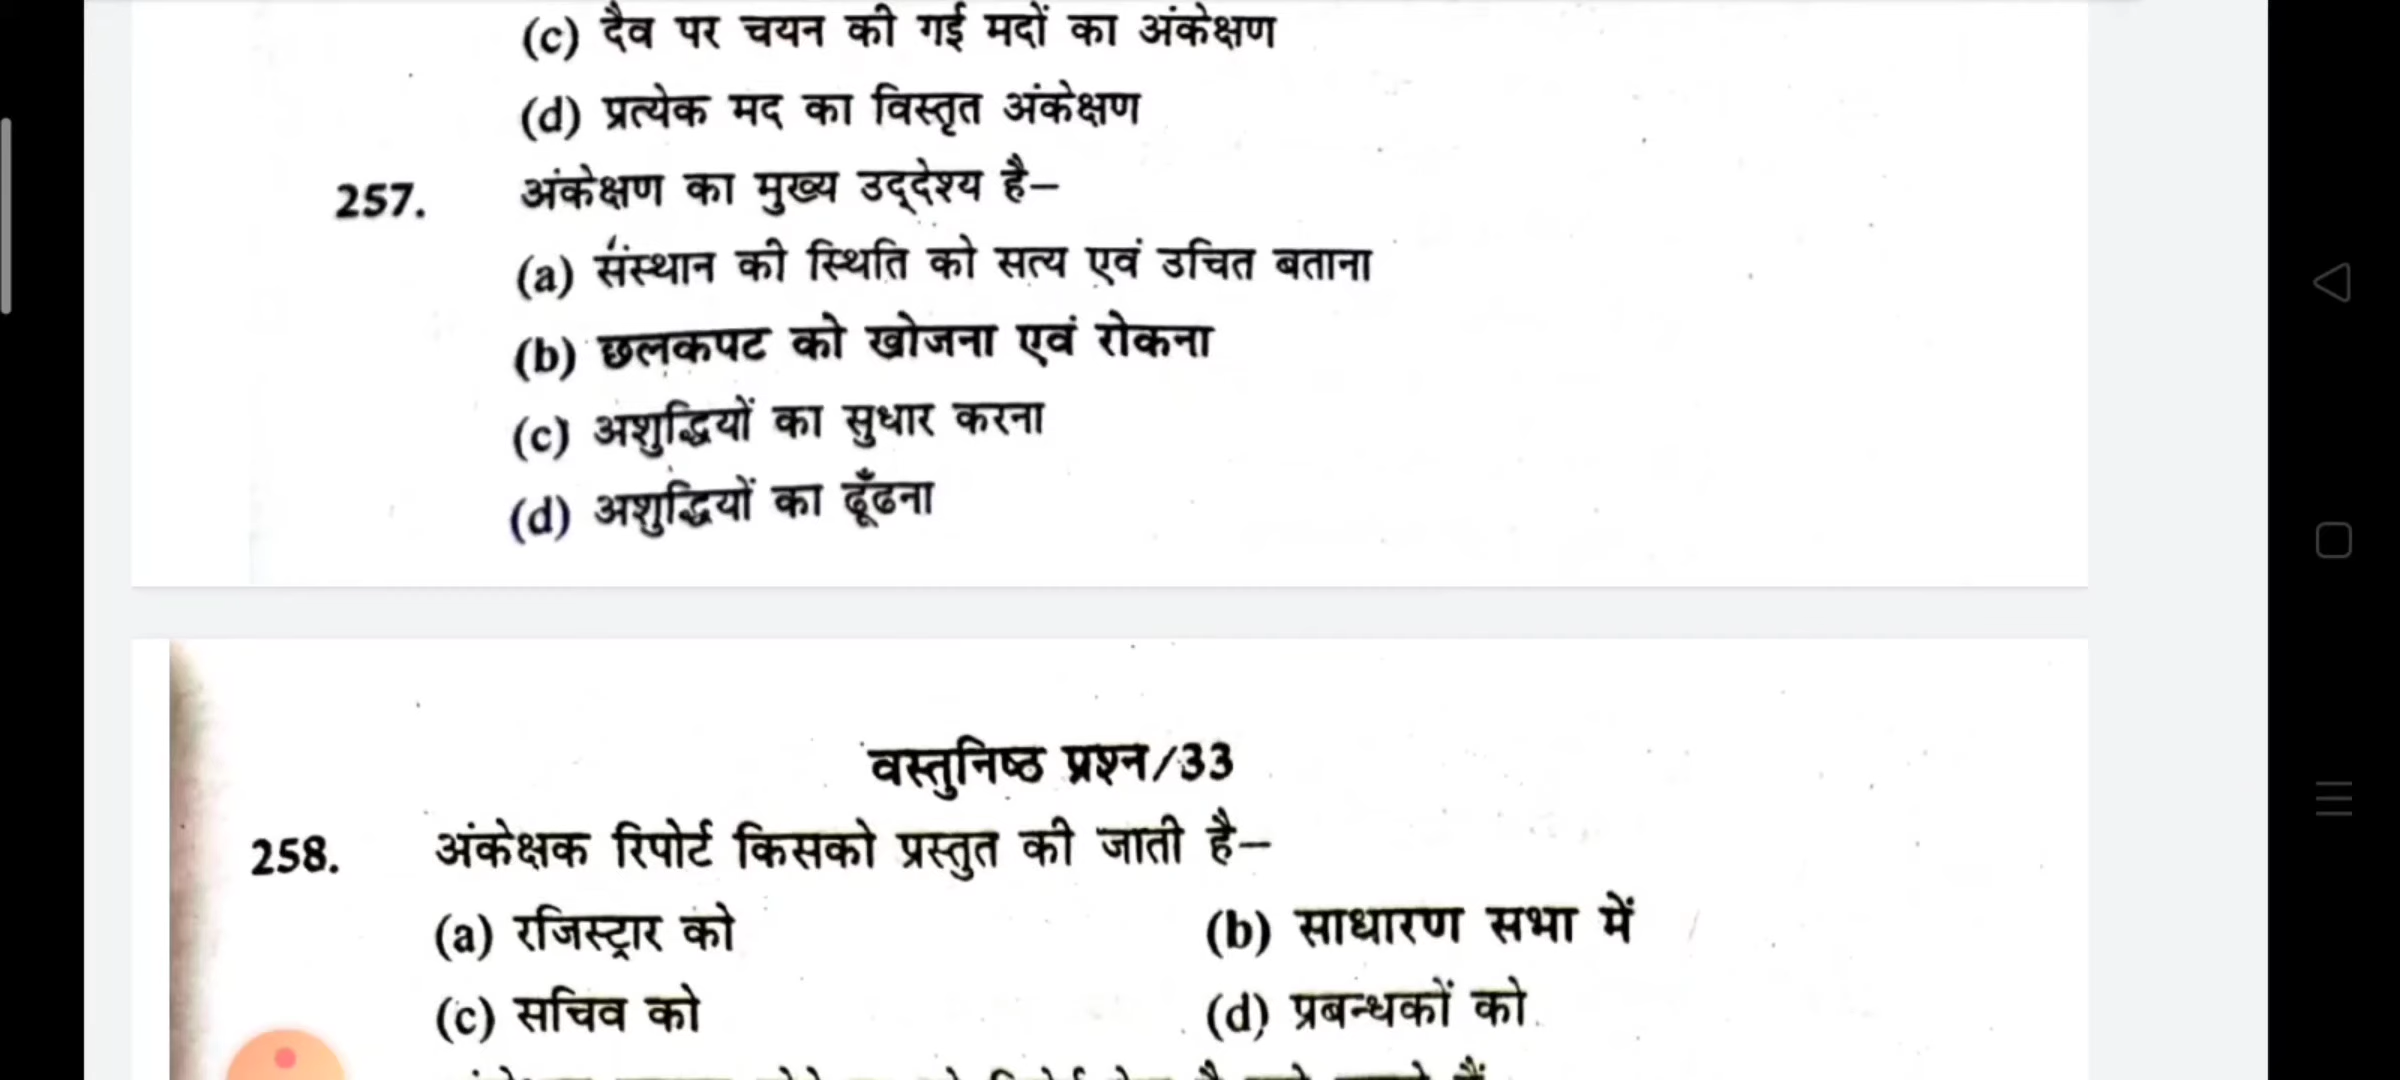 (c) दैव पर चयन की गई मदों का अंकेक्षण
(d) प्रत्येक मद का विस्तृत अंकेक्षण
257. अंकेक्षण का मुख्य उद्देश्य है–
(a) संस्थान की स्थिति को सत्य एवं उचित बताना
(b) छलकपट को खोजना एवं रोकना
(c) अशुद्धियों का सुधार करना
(d) अशुद्धियों का ढूँढना
वस्तुनिष्ठ प्रश्न/33
258. अंकेक्षक रिपोर्ट किसको प्रस्तुत की जाती है–
(a) रजिस्ट्रार को (b) साधारण सभा में
(c) सचिव को (d) प्रबन्धकों को